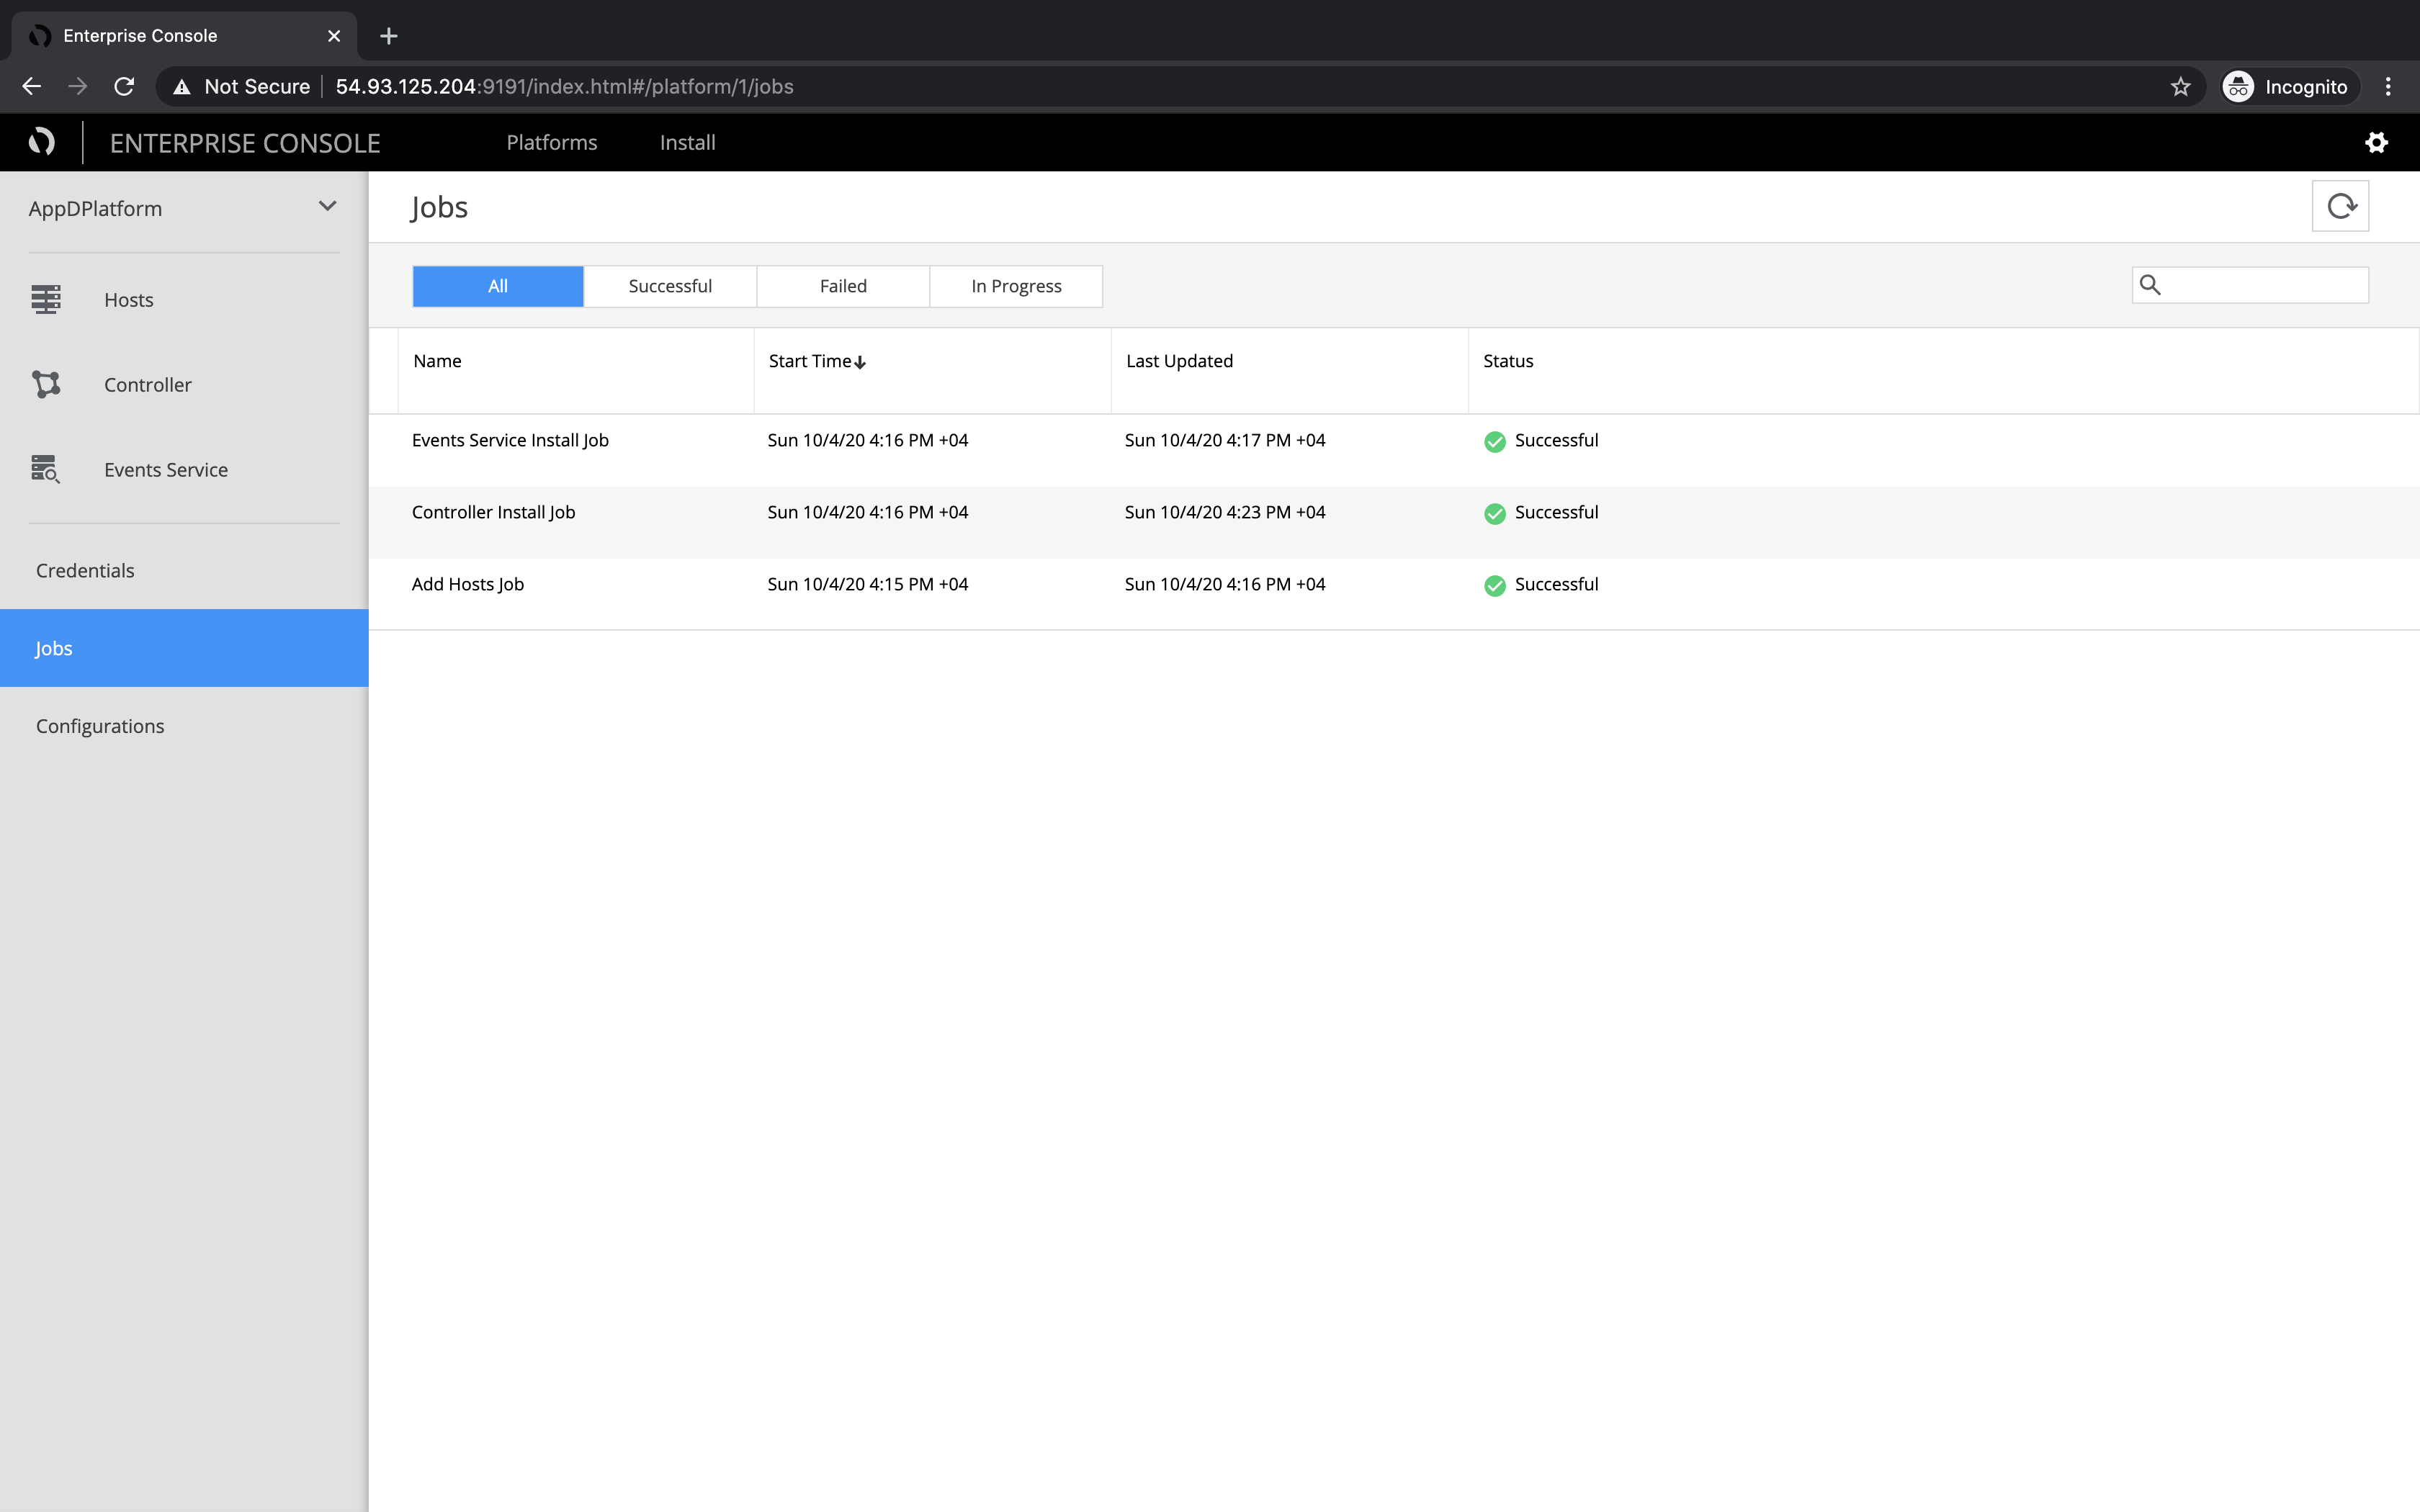 Enterprise Console
Not Secure 54.93.125.204:9191/index.html#/platform/1/jobs Incognito
ENTERPRISE CONSOLE Platforms Install
AppDPlatform
Hosts
Controller
Events Service
Credentials
Jobs
Configurations
Jobs
All Successful Failed In Progress
Name Start Time Last Updated Status
Events Service Install Job Sun 10/4/20 4:16 PM +04 Sun 10/4/20 4:17 PM +04 Successful
Controller Install Job Sun 10/4/20 4:16 PM +04 Sun 10/4/20 4:23 PM +04 Successful
Add Hosts Job Sun 10/4/20 4:15 PM +04 Sun 10/4/20 4:16 PM +04 Successful